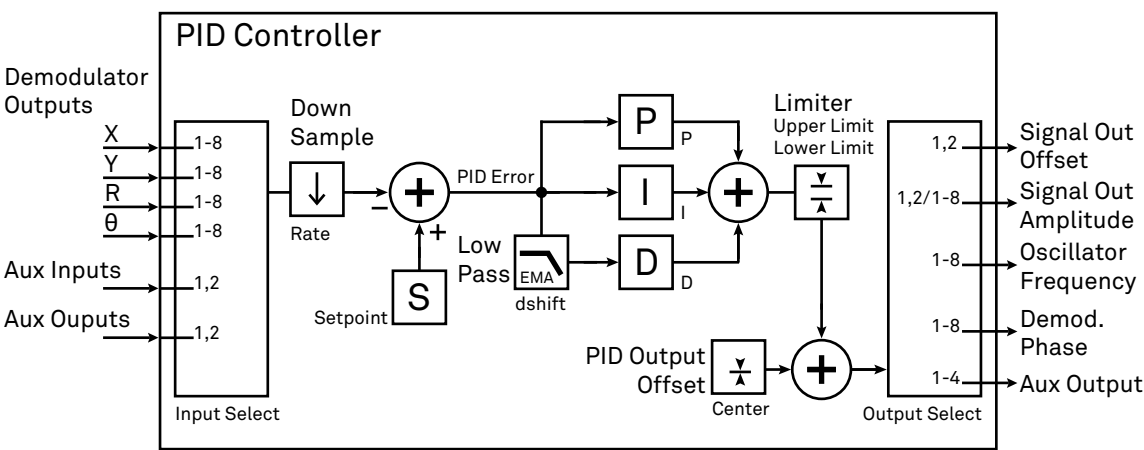 PID Controller
Demodulator
Outputs
X
Y
R
θ
Aux Inputs
Aux Ouputs
1-8
1-8
1-8
1-8
1,2
1,2
Input Select
Down
Sample
Rate
−
+
+
S
Setpoint
PID Error
Low
Pass
EMA
dshift
P
P
I
I
D
D
+
Limiter
Upper Limit
Lower Limit
PID Output
Offset
Center
+
1,2
1,2/1-8
1-8
1-8
1-4
Output Select
Signal Out
Offset
Signal Out
Amplitude
Oscillator
Frequency
Demod.
Phase
Aux Output